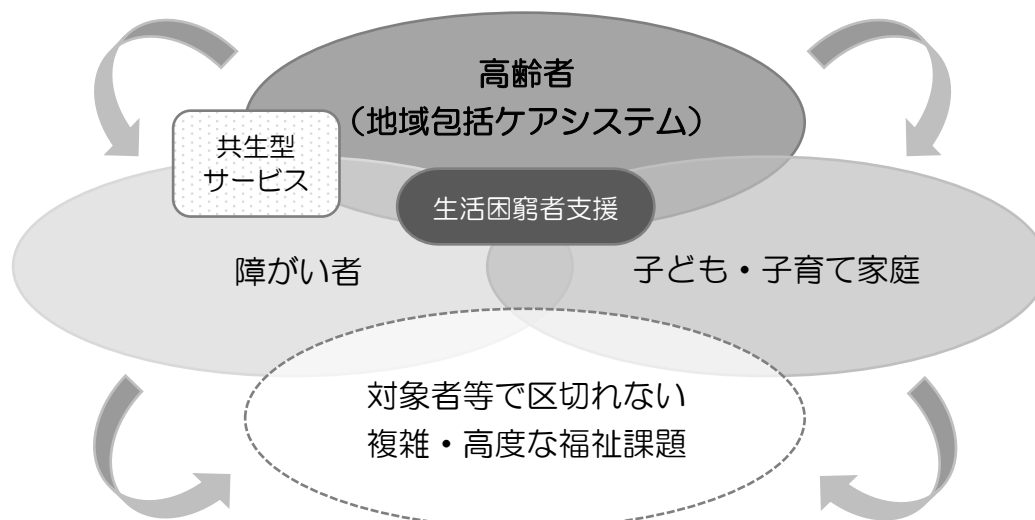 高齢者
（地域包括ケアシステム）
共生型
サービス
生活困窮者支援
障がい者
子ども・子育て家庭
対象者等で区切れない
複雑・高度な福祉課題